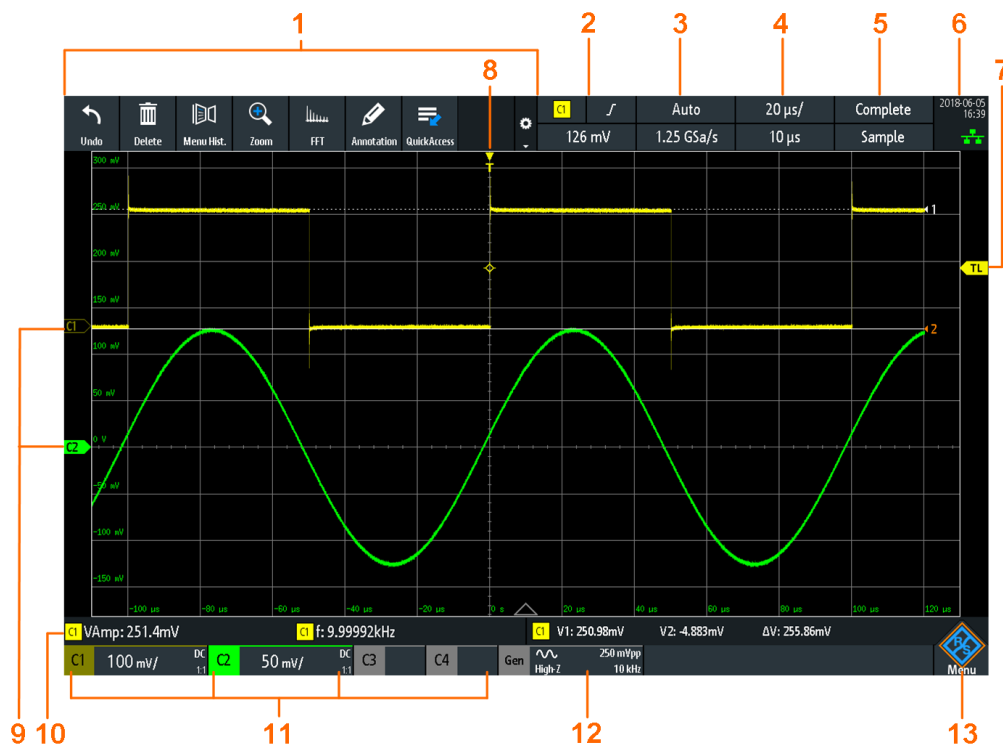 1 2 3 4 5 6
7
8
Undo Delete Menu Hist. Zoom FFT Annotation QuickAccess
C1 Auto 20 µs/ Complete 2018-06-05
16:39
126 mV 1.25 GSa/s 10 µs Sample
T
300 mV
250 mV
1
200 mV
TL
150 mV
C1
2
100 mV
50 mV
C2
0 V
-50 mV
-100 mV
-150 mV
-100 µs -80 µs -60 µs -40 µs -20 µs 0 s 20 µs 40 µs 60 µs 80 µs 100 µs 120 µs
C1 VAmp: 251.4mV C1 f: 9.99992kHz C1 V1: 250.98mV V2: -4.883mV ΔV: 255.86mV
C1 100 mV/ DC 1:1 C2 50 mV/ DC 1:1 C3 C4 Gen High-Z 250 mVpp 10 kHz
R S
Menu
9 10 11 12 13